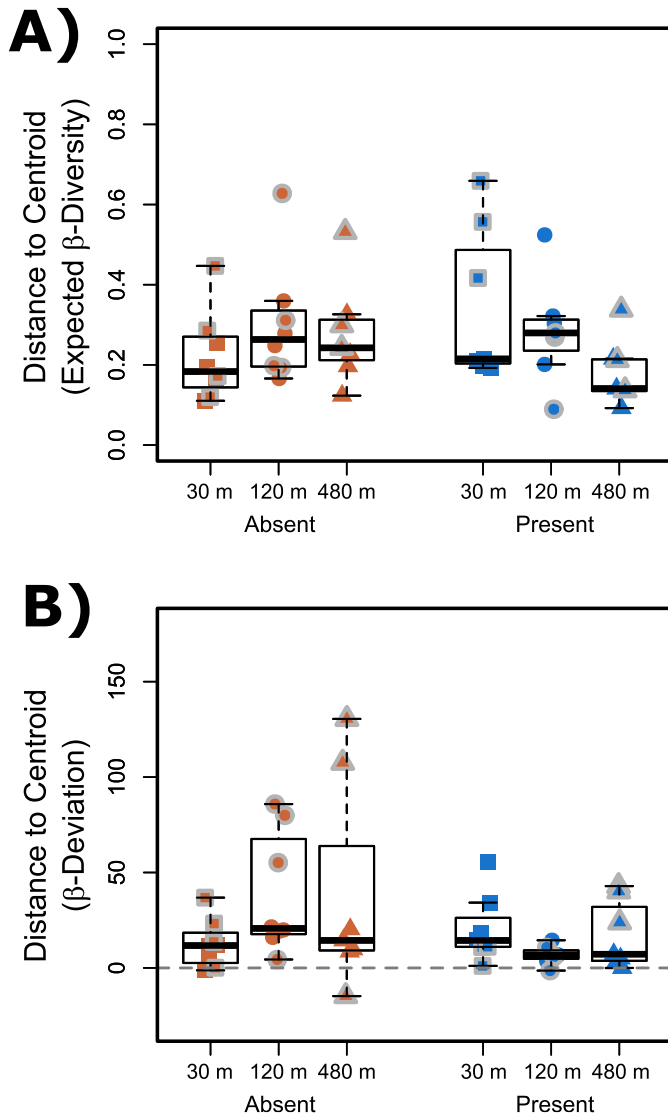 A)
Distance to Centroid
(Expected β-Diversity)
1.0
0.8
0.6
0.4
0.2
0.0
30 m 120 m 480 m 30 m 120 m 480 m
Absent Present
B)
Distance to Centroid
(β-Deviation)
150
100
50
0
30 m 120 m 480 m 30 m 120 m 480 m
Absent Present